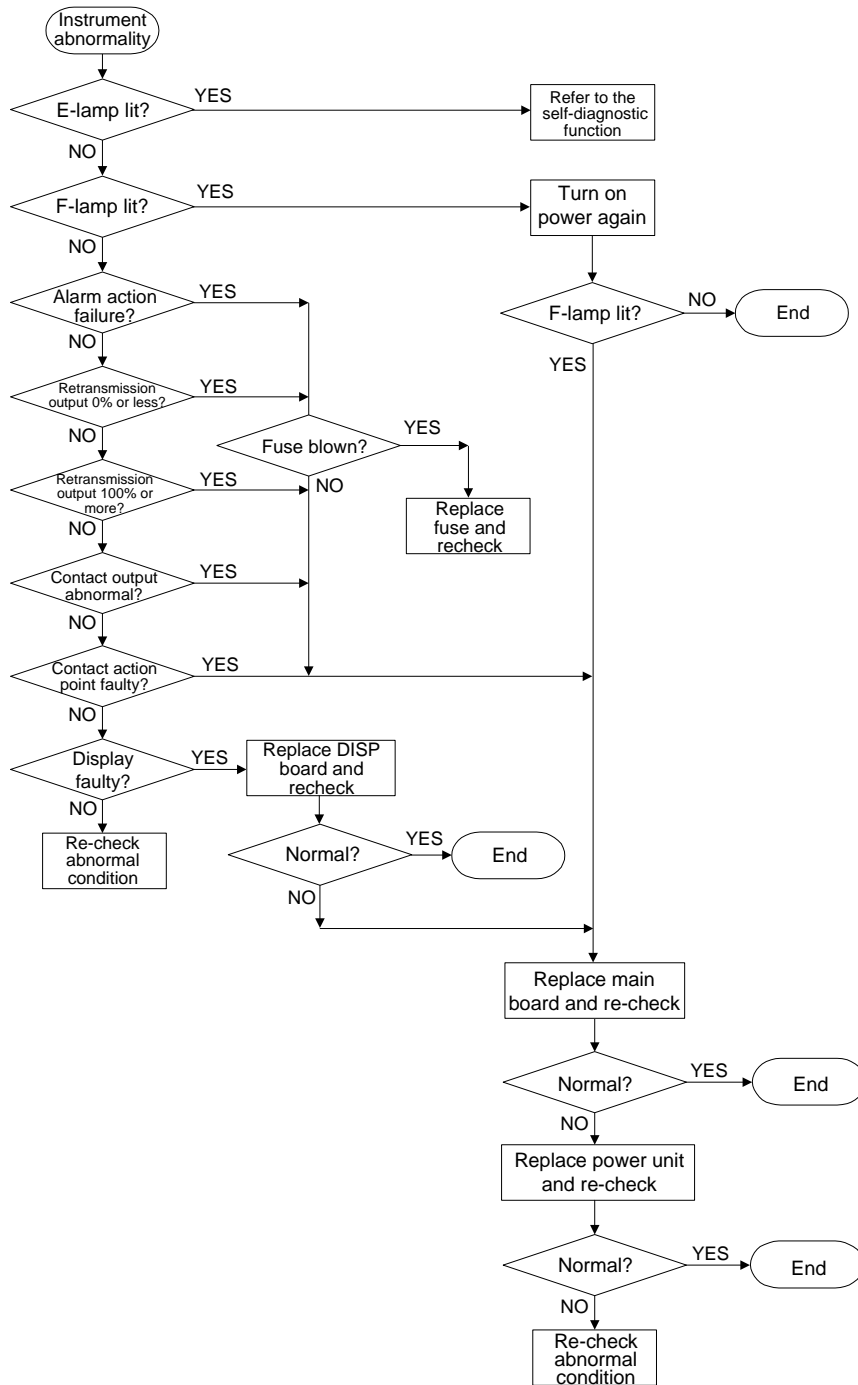 Instrument
abnormality
E-lamp lit?
YES
Refer to the
self-diagnostic
function
NO
F-lamp lit?
YES
Turn on
power again
NO
Alarm action
failure?
YES
F-lamp lit?
NO
End
YES
NO
Retransmission
output 0% or less?
YES
Fuse blown?
YES
NO
NO
Retransmission
output 100% or
more?
YES
Replace
fuse and
recheck
NO
Contact output
abnormal?
YES
NO
Contact action
point faulty?
YES
NO
Display
faulty?
YES
Replace DISP
board and
recheck
NO
Re-check
abnormal
condition
Normal?
YES
End
NO
Replace main
board and re-check
Normal?
YES
End
NO
Replace power unit
and re-check
Normal?
YES
End
NO
Re-check
abnormal
condition